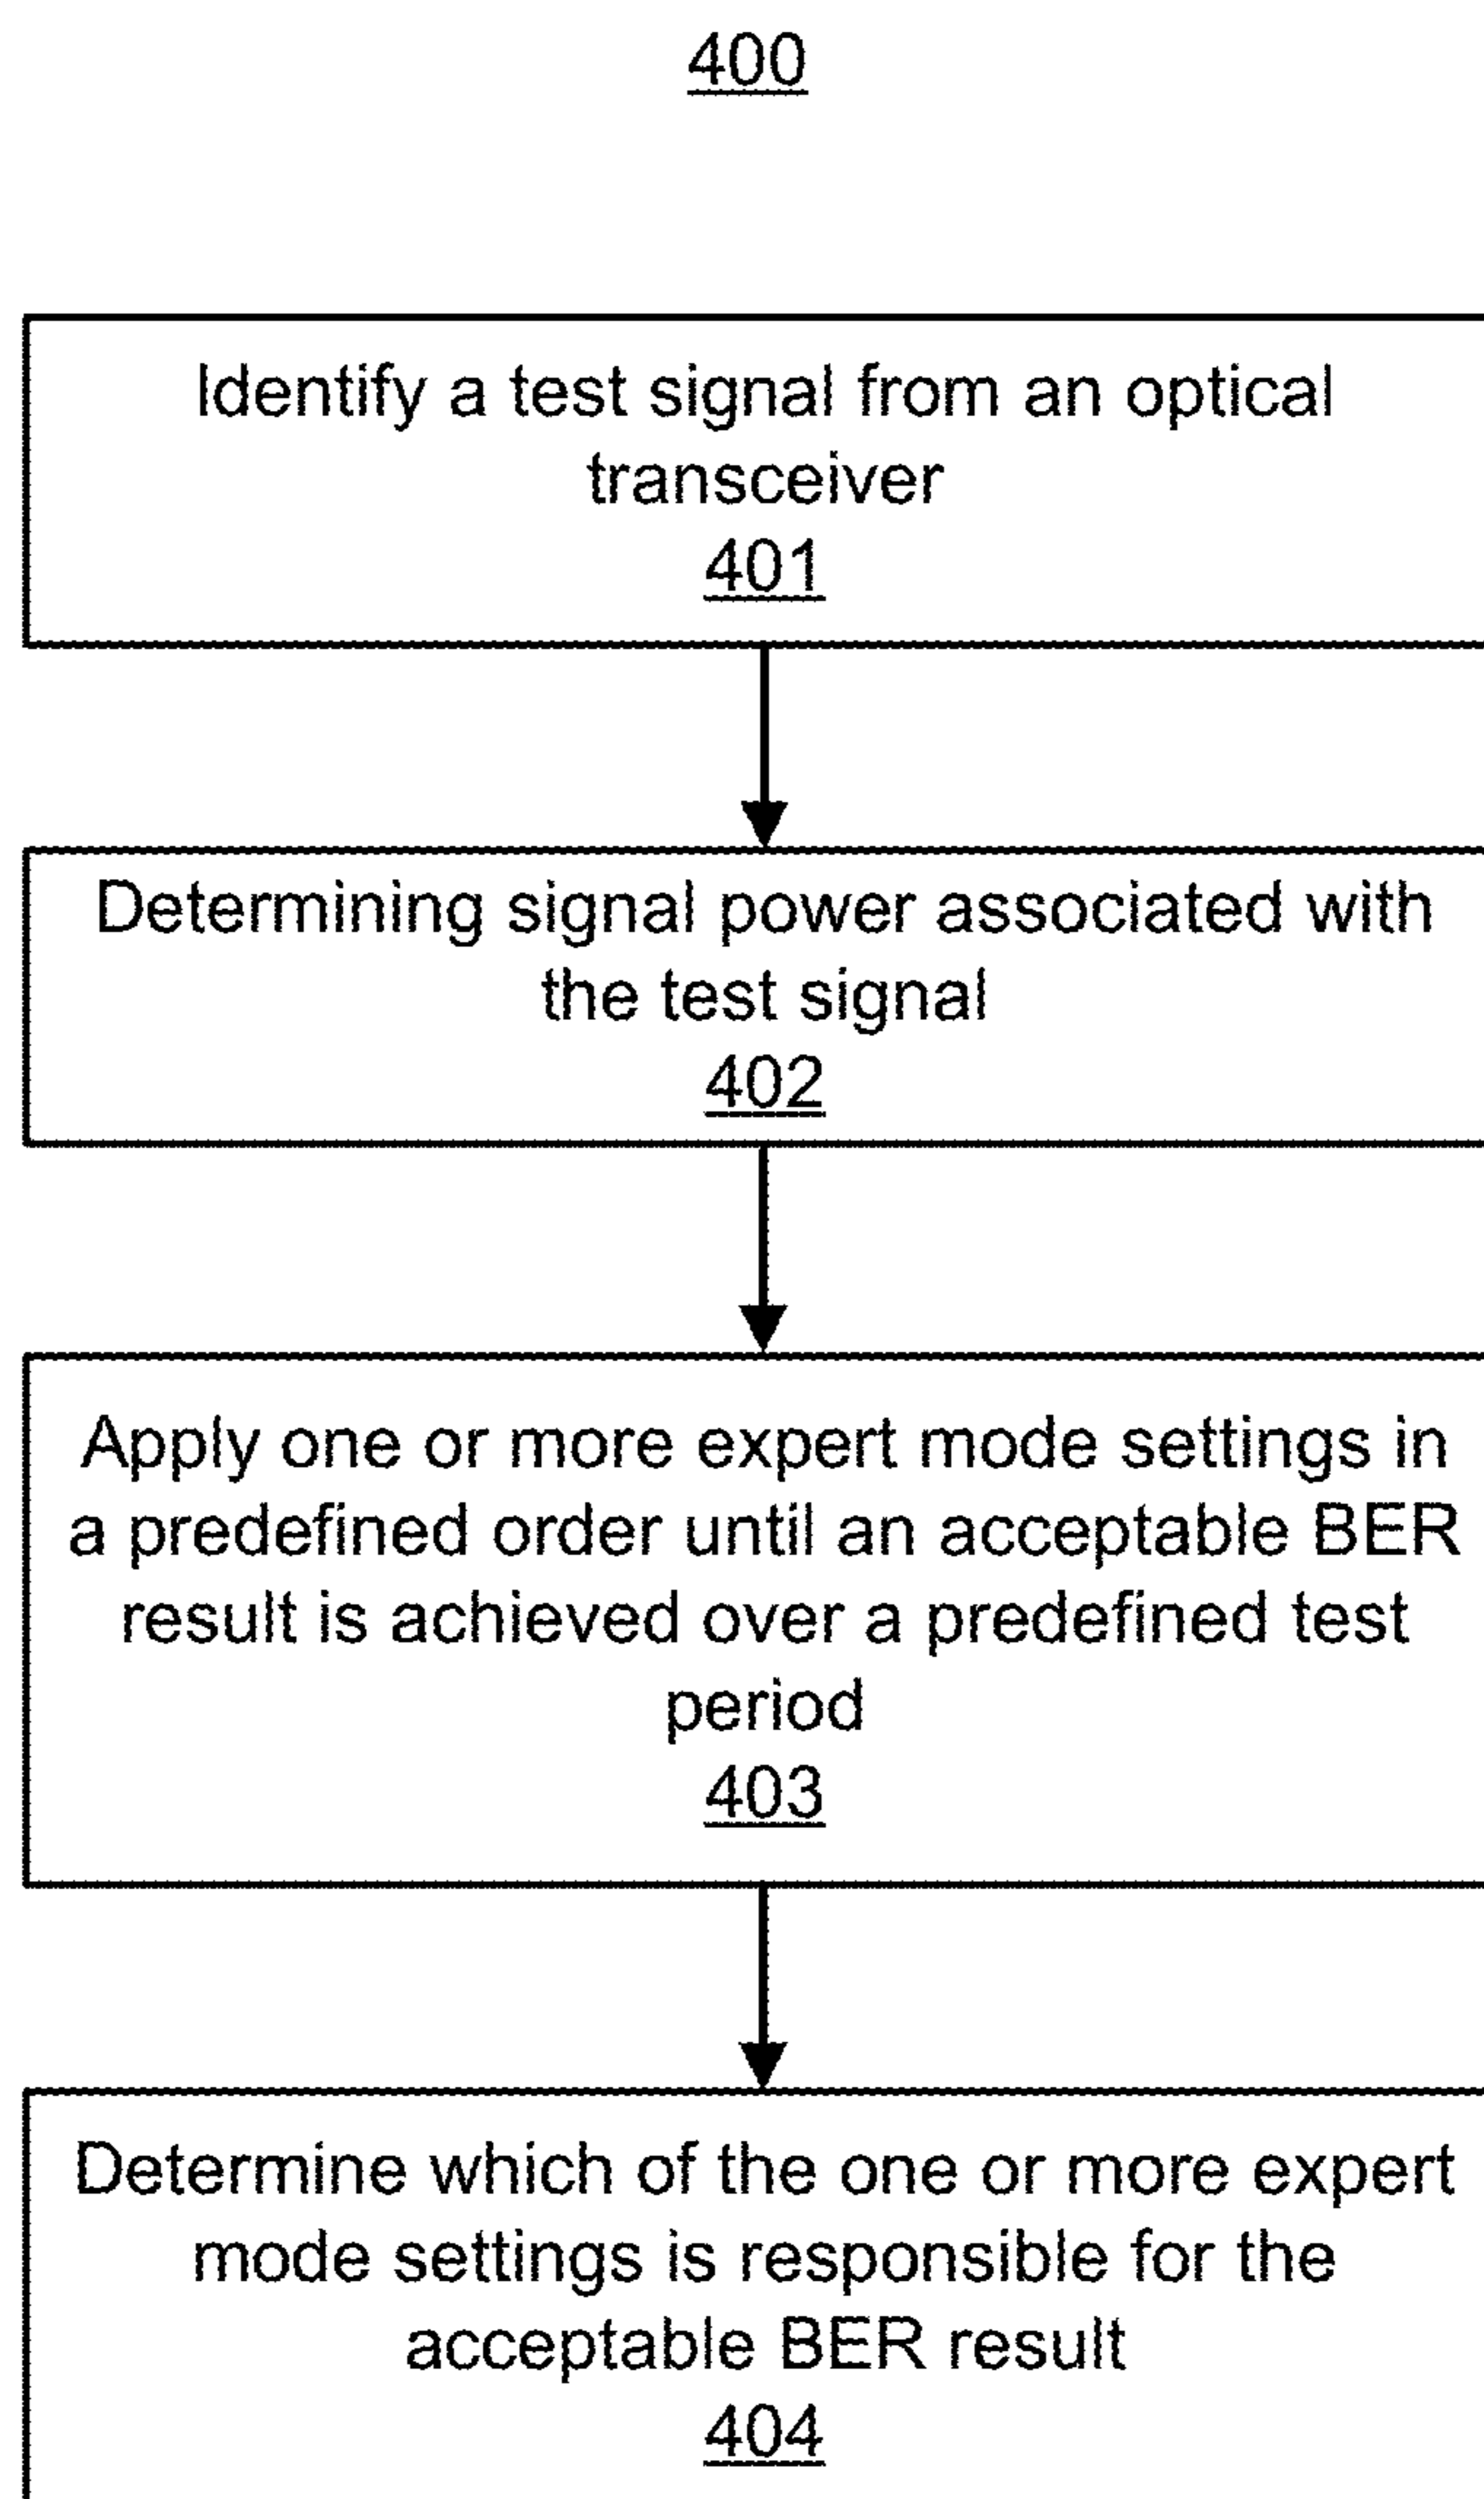 400
Identify a test signal from an optical
transceiver
401
Determining signal power associated with
the test signal
402
Apply one or more expert mode settings in
a predefined order until an acceptable BER
result is achieved over a predefined test
period
403
Determine which of the one or more expert
mode settings is responsible for the
acceptable BER result
404